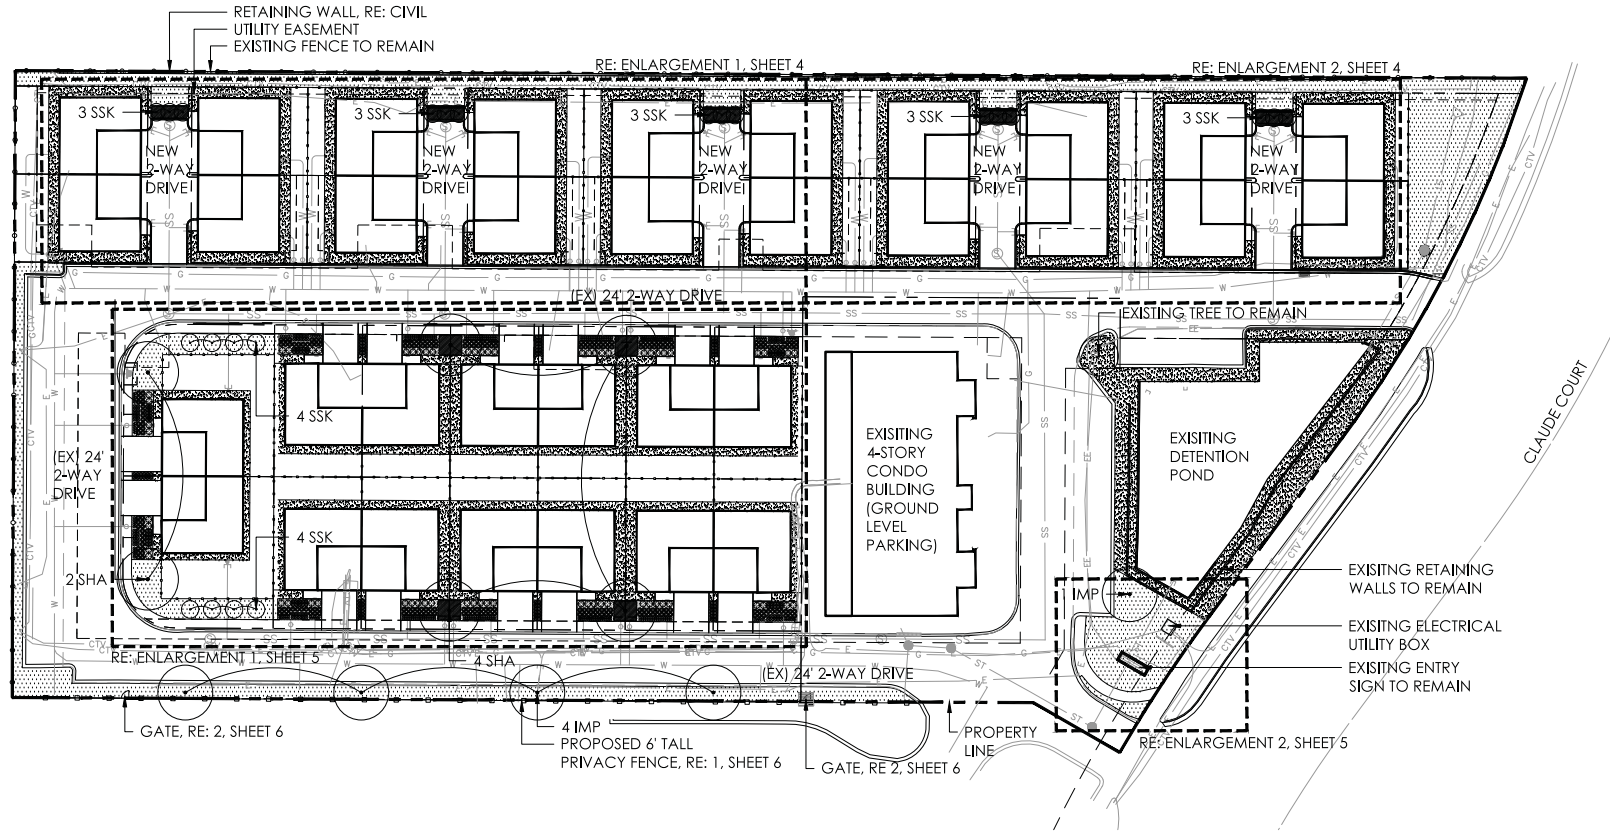 RETAINING WALL, RE: CIVIL
UTILITY EASEMENT
EXISTING FENCE TO REMAIN
RE: ENLARGEMENT 1, SHEET 4
RE: ENLARGEMENT 2, SHEET 4
3 SSK
3 SSK
3 SSK
3 SSK
3 SSK
NEW
2-WAY
DRIVE
NEW
2-WAY
DRIVE
NEW
2-WAY
DRIVE
NEW
2-WAY
DRIVE
NEW
2-WAY
DRIVE
(EX) 24' 2-WAY DRIVE
EXISTING TREE TO REMAIN
4 SSK
(EX) 24'
2-WAY
DRIVE
EXISITING
4-STORY
CONDO
BUILDING
(GROUND
LEVEL
PARKING)
EXISITING
DETENTION
POND
CLAUDE COURT
4 SSK
2 SHA
1 IMP
EXISITNG RETAINING
WALLS TO REMAIN
EXISITNG ELECTRICAL
UTILITY BOX
EXISITNG ENTRY
SIGN TO REMAIN
RE: ENLARGEMENT 1, SHEET 5
4 SHA
(EX) 24' 2-WAY DRIVE
GATE, RE: 2, SHEET 6
4 IMP
PROPOSED 6' TALL
PRIVACY FENCE, RE: 1, SHEET 6
GATE, RE 2, SHEET 6
PROPERTY
LINE
RE: ENLARGEMENT 2, SHEET 5